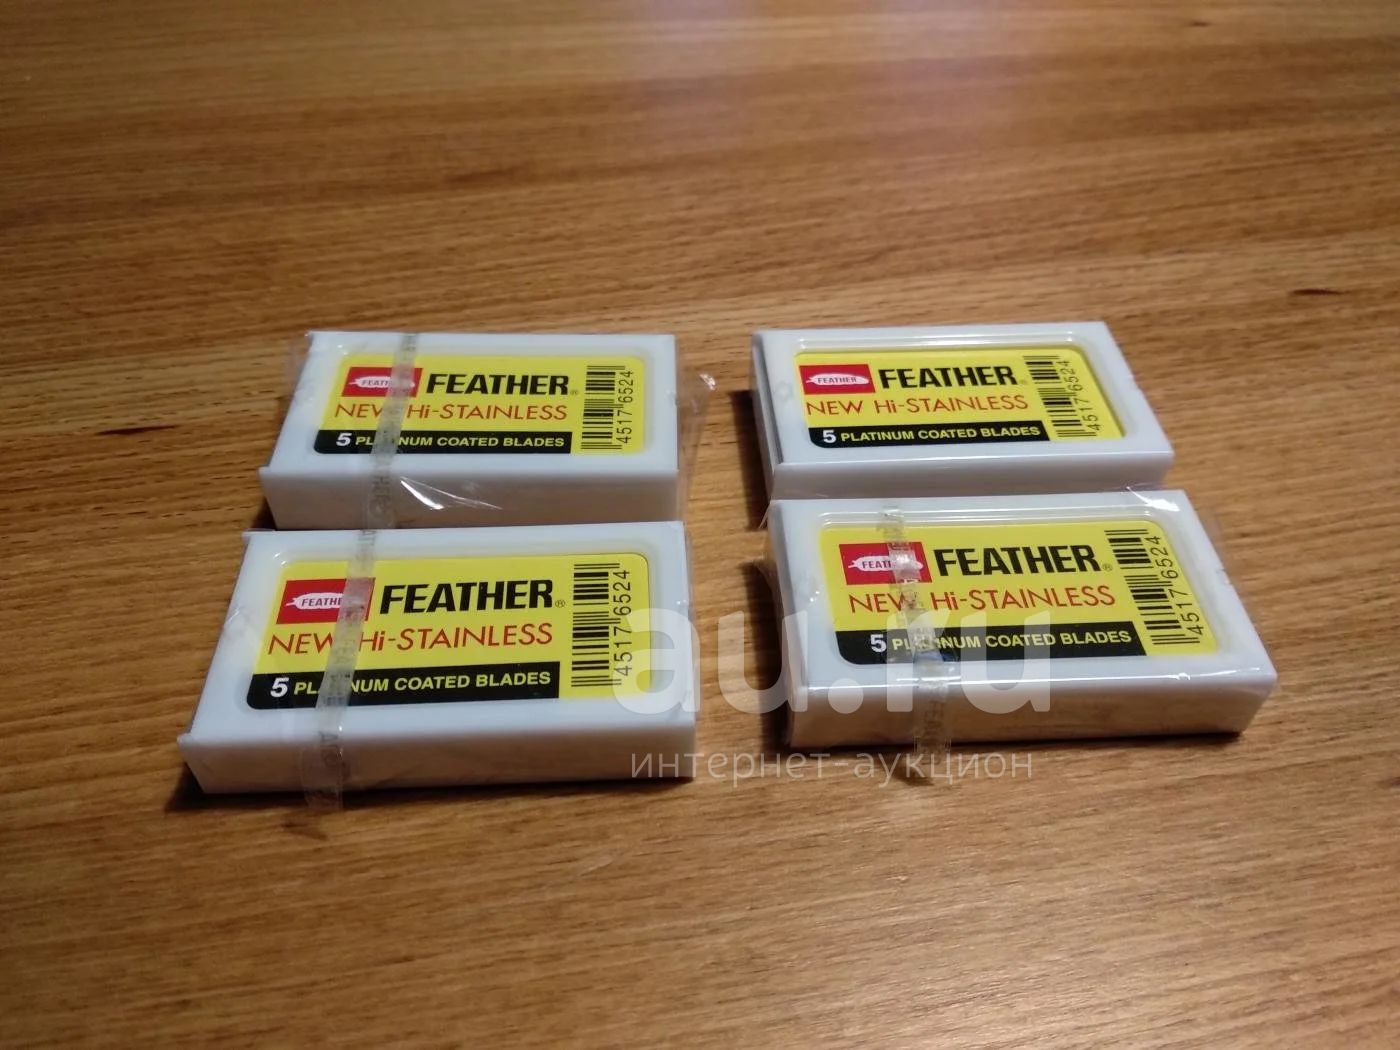 FEATHER FEATHER®
NEW Hi-STAINLESS
5 PLATINUM COATED BLADES
4517 6524
FEATHER FEATHER®
NEW Hi-STAINLESS
5 PLATINUM COATED BLADES
4517 6524
FEATHER FEATHER®
NEW Hi-STAINLESS
5 PLATINUM COATED BLADES
4517 6524
FEATHER FEATHER®
NEW Hi-STAINLESS
5 PLATINUM COATED BLADES
4517 6524
au.ru
интернет-аукцион